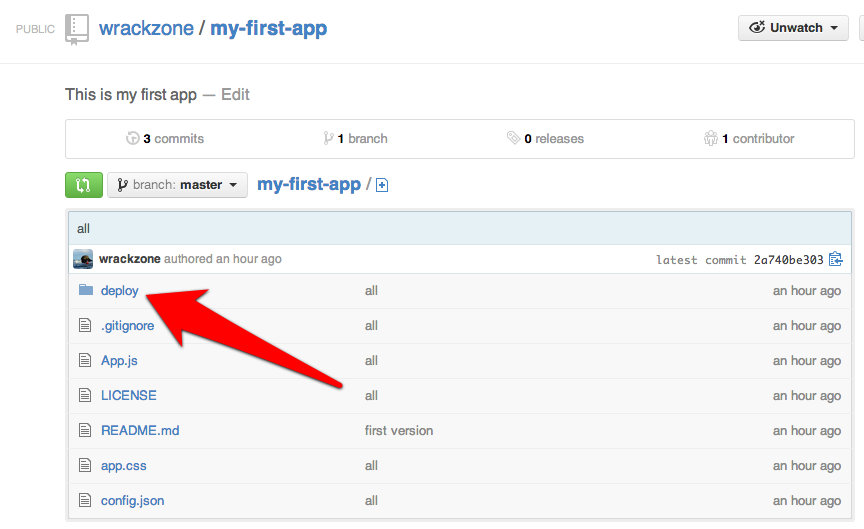 PUBLIC wrackzone / my-first-app Unwatch
This is my first app — Edit
3 commits 1 branch 0 releases 1 contributor
branch: master my-first-app /
all
wrackzone authored an hour ago latest commit 2a740be303
deploy all an hour ago
.gitignore all an hour ago
App.js all an hour ago
LICENSE all an hour ago
README.md first version an hour ago
app.css all an hour ago
config.json all an hour ago